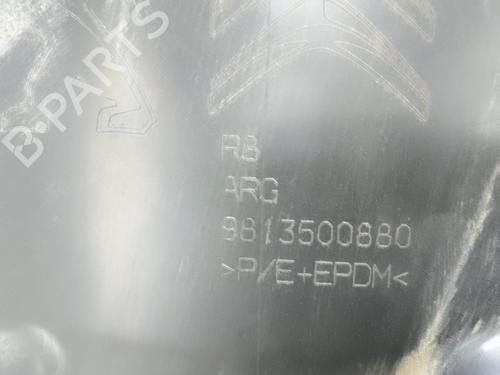 B-PARTS
R8
ARG
9813500880
>P/E+EPDM<